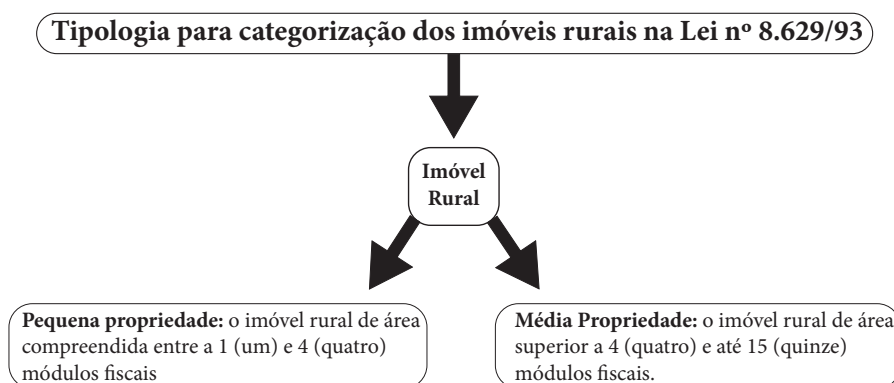 Tipologia para categorização dos imóveis rurais na Lei nº 8.629/93
Imóvel
Rural
Pequena propriedade: o imóvel rural de área
compreendida entre a 1 (um) e 4 (quatro)
módulos fiscais
Média Propriedade: o imóvel rural de área
superior a 4 (quatro) e até 15 (quinze)
módulos fiscais.